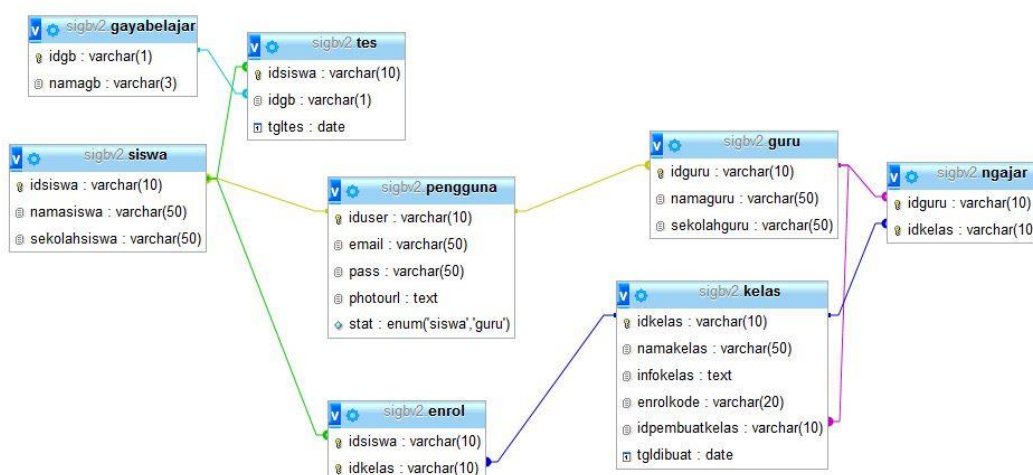 sigbv2 gayabelajar
idgb : varchar(1)
namagb : varchar(3)
sigbv2 tes
idsiswa : varchar(10)
idgb : varchar(1)
tgltes : date
sigbv2 siswa
idsiswa : varchar(10)
namasiswa : varchar(50)
sekolahsiswa : varchar(50)
sigbv2 pengguna
iduser : varchar(10)
email : varchar(50)
pass : varchar(50)
photourl : text
stat : enum('siswa','guru')
sigbv2 guru
idguru : varchar(10)
namaguru : varchar(50)
sekolahguru : varchar(50)
sigbv2 ngajar
idguru : varchar(10)
idkelas : varchar(10
sigbv2 kelas
idkelas : varchar(10)
namakelas : varchar(50)
infokelas : text
enrolkode : varchar(20)
idpembuatkelas : varchar(10)
tgldibuat : date
sigbv2 enrol
idsiswa : varchar(10)
idkelas : varchar(10)